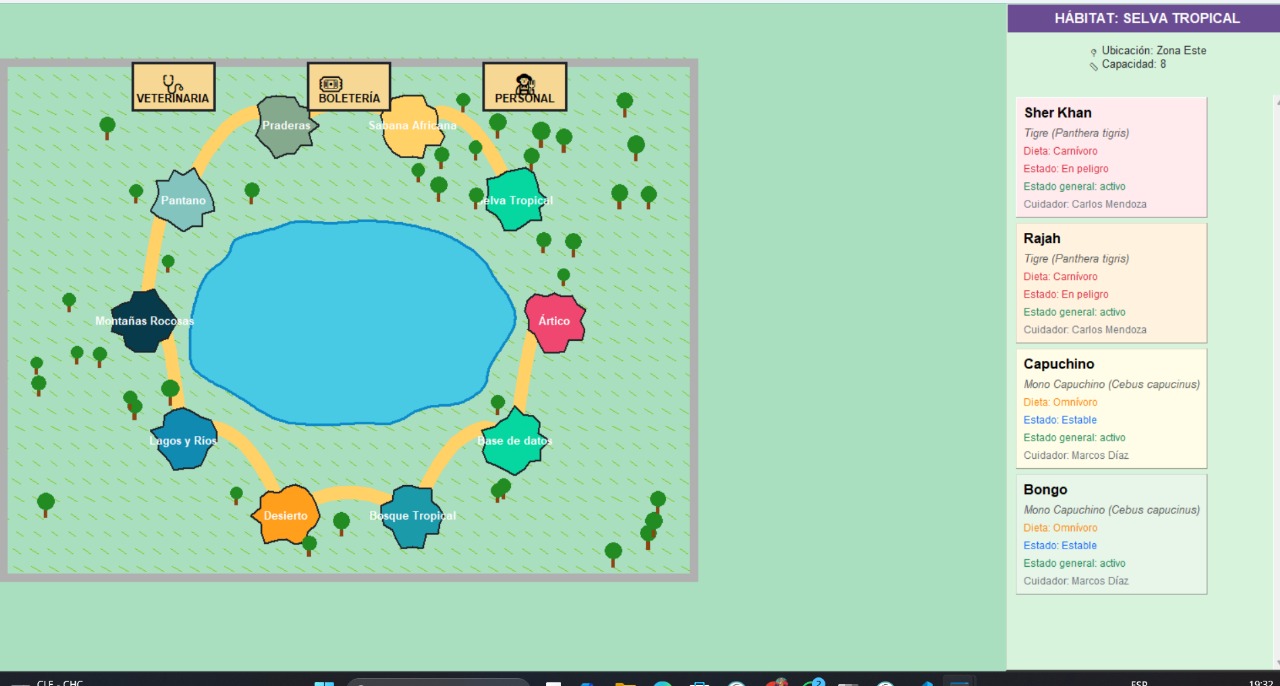 HÁBITAT: SELVA TROPICAL
Ubicación: Zona Este
Capacidad: 8
VETERINARIA
BOLETERÍA
PERSONAL
Praderas
Sabana Africana
Pantano
Selva Tropical
Montañas Rocosas
Ártico
Lagos y Ríos
Base de datos
Desierto
Bosque Tropical
Sher Khan
Tigre (Panthera tigris)
Dieta: Carnívoro
Estado: En peligro
Estado general: activo
Cuidador: Carlos Mendoza
Rajah
Tigre (Panthera tigris)
Dieta: Carnívoro
Estado: En peligro
Estado general: activo
Cuidador: Carlos Mendoza
Capuchino
Mono Capuchino (Cebus capucinus)
Dieta: Omnívoro
Estado: Estable
Estado general: activo
Cuidador: Marcos Díaz
Bongo
Mono Capuchino (Cebus capucinus)
Dieta: Omnívoro
Estado: Estable
Estado general: activo
Cuidador: Marcos Díaz
CLF - CHC
2
ESP
19:32